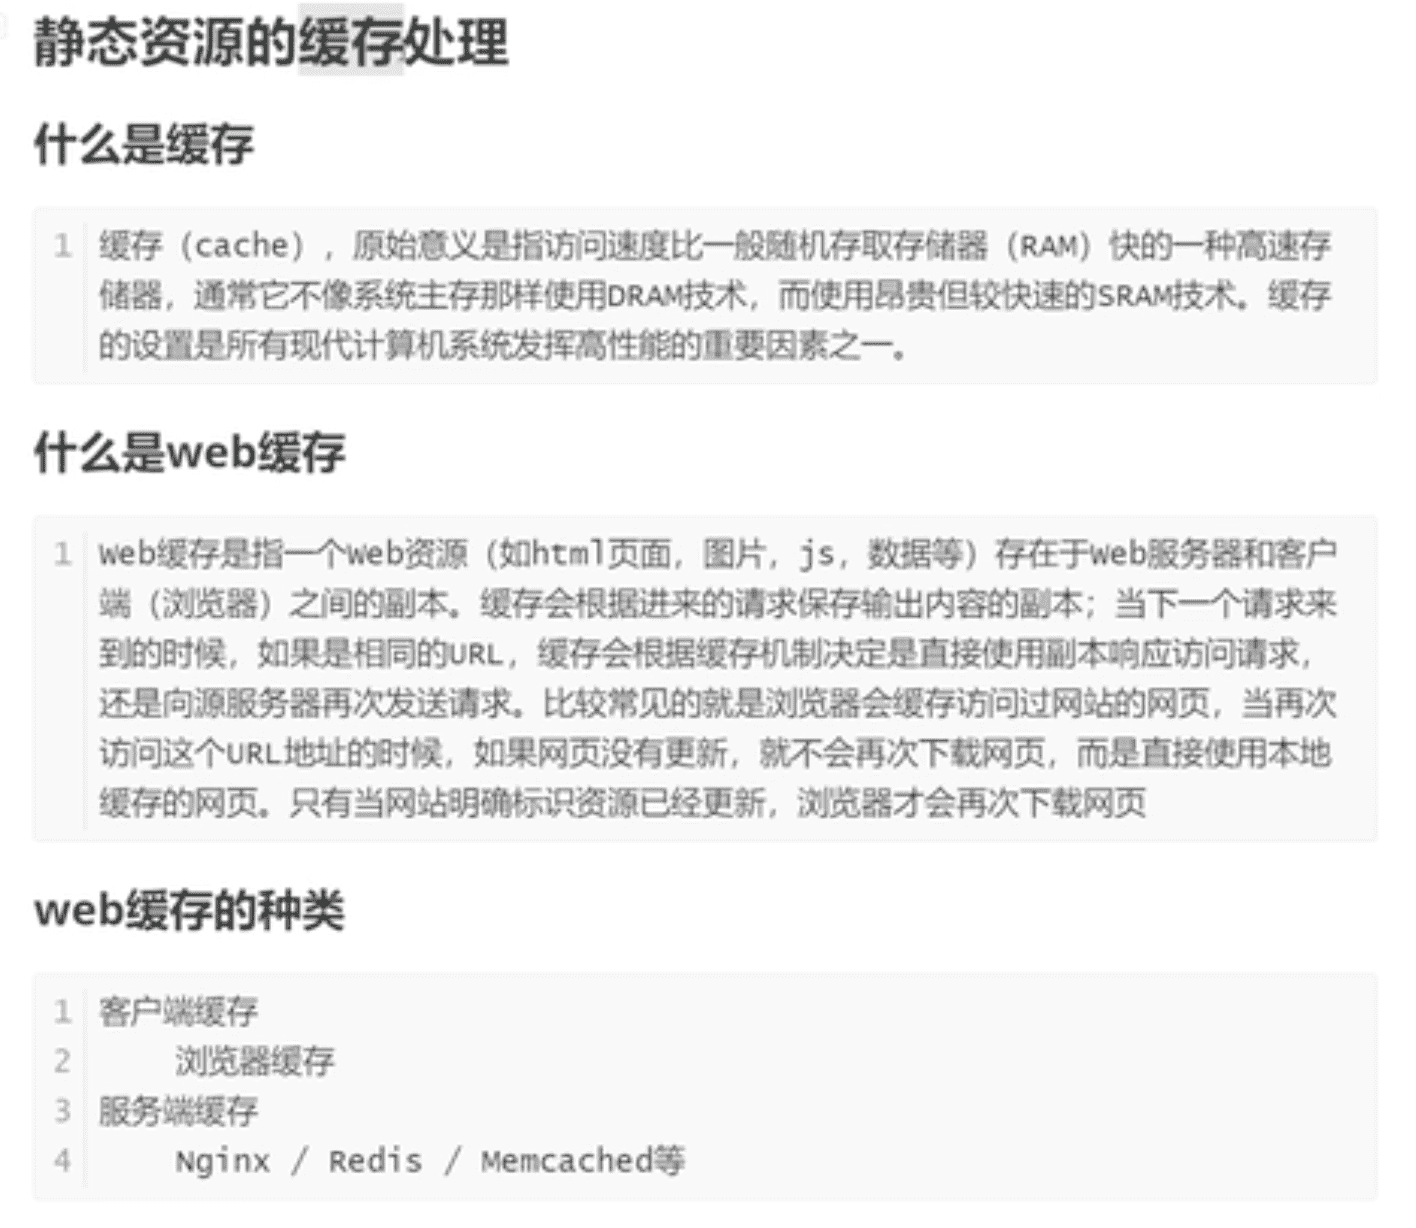 静态资源的缓存处理
什么是缓存
1 缓存（cache），原始意义是指访问速度比一般随机存取存储器（RAM）快的一种高速存
储器，通常它不像系统主存那样使用DRAM技术，而使用昂贵但较快速的SRAM技术。缓存
的设置是所有现代计算机系统发挥高性能的重要因素之一。
什么是web缓存
1 Web缓存是指一个Web资源（如html页面，图片，js，数据等）存在于Web服务器和客户
端（浏览器）之间的副本。缓存会根据进来的请求保存输出内容的副本；当下一个请求来
到的时候，如果是相同的URL，缓存会根据缓存机制决定是直接使用副本响应访问请求，
还是向源服务器再次发送请求。比较常见的就是浏览器会缓存访问过网站的网页，当再次
访问这个URL地址的时候，如果网页没有更新，就不会再次下载网页，而是直接使用本地
缓存的网页。只有当网站明确标识资源已经更新，浏览器才会再次下载网页
web缓存的种类
1 客户端缓存
2 浏览器缓存
3 服务端缓存
4 Nginx / Redis / Memcached等